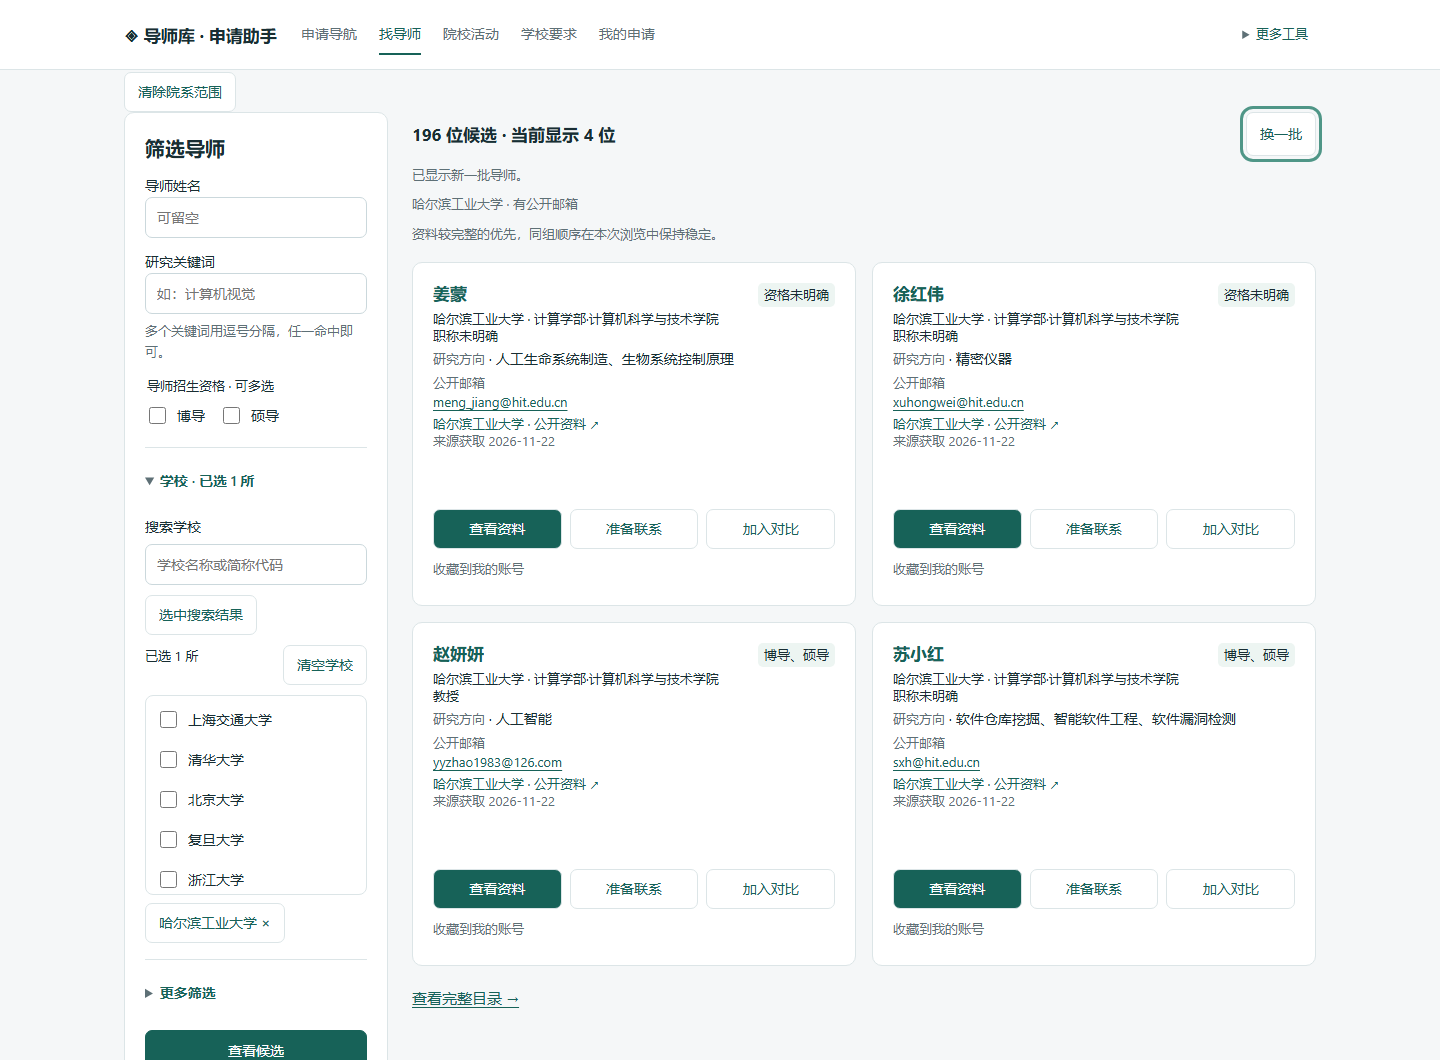 ◈ 导师库 · 申请助手
申请导航
找导师
院校活动
学校要求
我的申请
▶ 更多工具
清除院系范围
筛选导师
导师姓名
可留空
研究关键词
如：计算机视觉
多个关键词用逗号分隔，任一命中即
可。
导师招生资格 · 可多选
博导
硕导
▼ 学校 · 已选 1 所
搜索学校
学校名称或简称代码
选中搜索结果
已选 1 所
清空学校
上海交通大学
清华大学
北京大学
复旦大学
浙江大学
哈尔滨工业大学 ×
▶ 更多筛选
查看候选
196 位候选 · 当前显示 4 位
换一批
已显示新一批导师。
哈尔滨工业大学 · 有公开邮箱
资料较完整的优先，同组顺序在本次浏览中保持稳定。
姜蒙
资格未明确
哈尔滨工业大学 · 计算学部·计算机科学与技术学院
职称未明确
研究方向 · 人工生命系统制造、生物系统控制原理
公开邮箱
meng_jiang@hit.edu.cn
哈尔滨工业大学 · 公开资料 ↗
来源获取 2026-11-22
查看资料
准备联系
加入对比
收藏到我的账号
徐红伟
资格未明确
哈尔滨工业大学 · 计算学部·计算机科学与技术学院
职称未明确
研究方向 · 精密仪器
公开邮箱
xuhongwei@hit.edu.cn
哈尔滨工业大学 · 公开资料 ↗
来源获取 2026-11-22
查看资料
准备联系
加入对比
收藏到我的账号
赵妍妍
博导、硕导
哈尔滨工业大学 · 计算学部·计算机科学与技术学院
教授
研究方向 · 人工智能
公开邮箱
yyzhao1983@126.com
哈尔滨工业大学 · 公开资料 ↗
来源获取 2026-11-22
查看资料
准备联系
加入对比
收藏到我的账号
苏小红
博导、硕导
哈尔滨工业大学 · 计算学部·计算机科学与技术学院
职称未明确
研究方向 · 软件仓库挖掘、智能软件工程、软件漏洞检测
公开邮箱
sxh@hit.edu.cn
哈尔滨工业大学 · 公开资料 ↗
来源获取 2026-11-22
查看资料
准备联系
加入对比
收藏到我的账号
查看完整目录 →